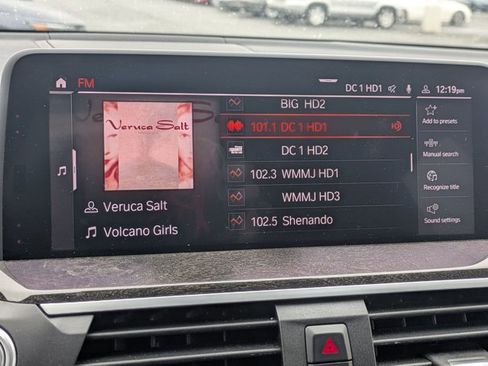 FM
DC 1 HD1
12:19pm
Veruca Salt
Veruca Salt
Volcano Girls
BIG HD2
101.1 DC 1 HD1
DC 1 HD2
102.3 WMMJ HD1
WMMJ HD3
102.5 Shenando
Add to presets
Manual search
Recognize title
Sound settings